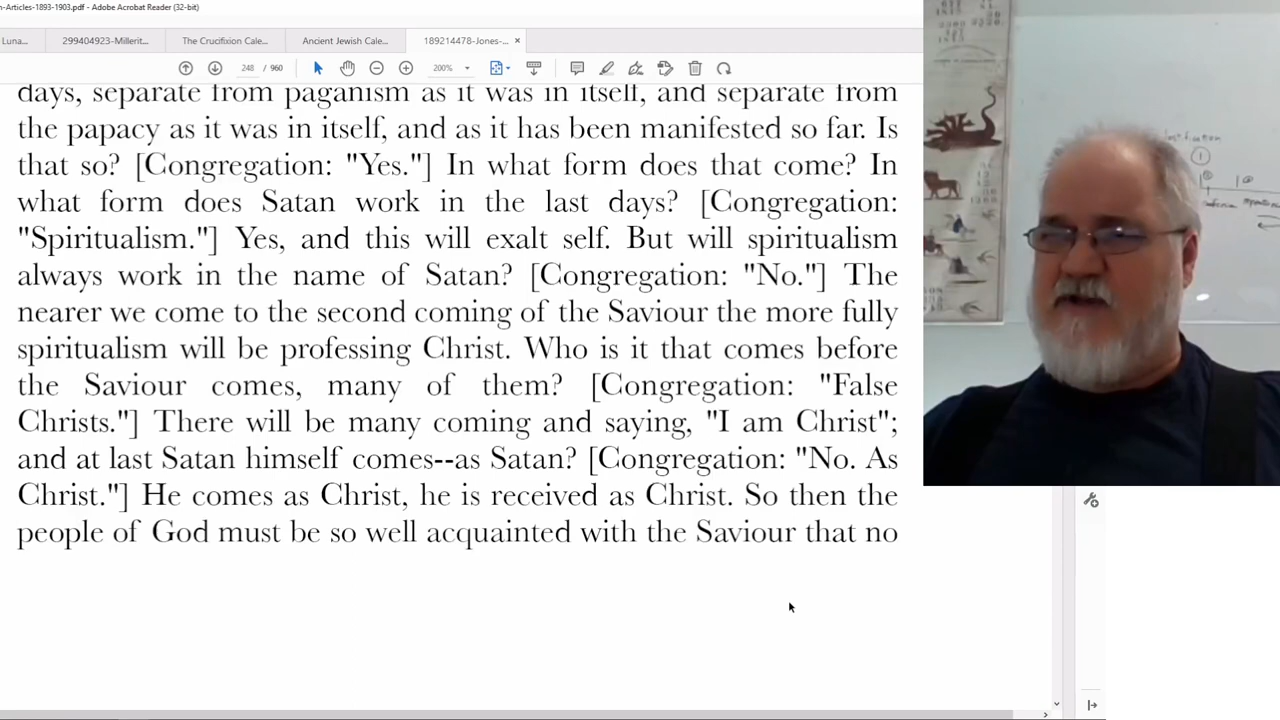 n-Articles-1893-1903.pdf - Adobe Acrobat Reader (32-bit)
Luna...
299404923-Millerit...
The Crucifixion Cale...
Ancient Jewish Cale...
189214478-Jones-...
248 / 960
200%
days, separate from paganism as it was in itself, and separate from
the papacy as it was in itself, and as it has been manifested so far. Is
that so? [Congregation: "Yes."] In what form does that come? In
what form does Satan work in the last days? [Congregation:
"Spiritualism."] Yes, and this will exalt self. But will spiritualism
always work in the name of Satan? [Congregation: "No."] The
nearer we come to the second coming of the Saviour the more fully
spiritualism will be professing Christ. Who is it that comes before
the Saviour comes, many of them? [Congregation: "False
Christs."] There will be many coming and saying, "I am Christ";
and at last Satan himself comes--as Satan? [Congregation: "No. As
Christ."] He comes as Christ, he is received as Christ. So then the
people of God must be so well acquainted with the Saviour that no